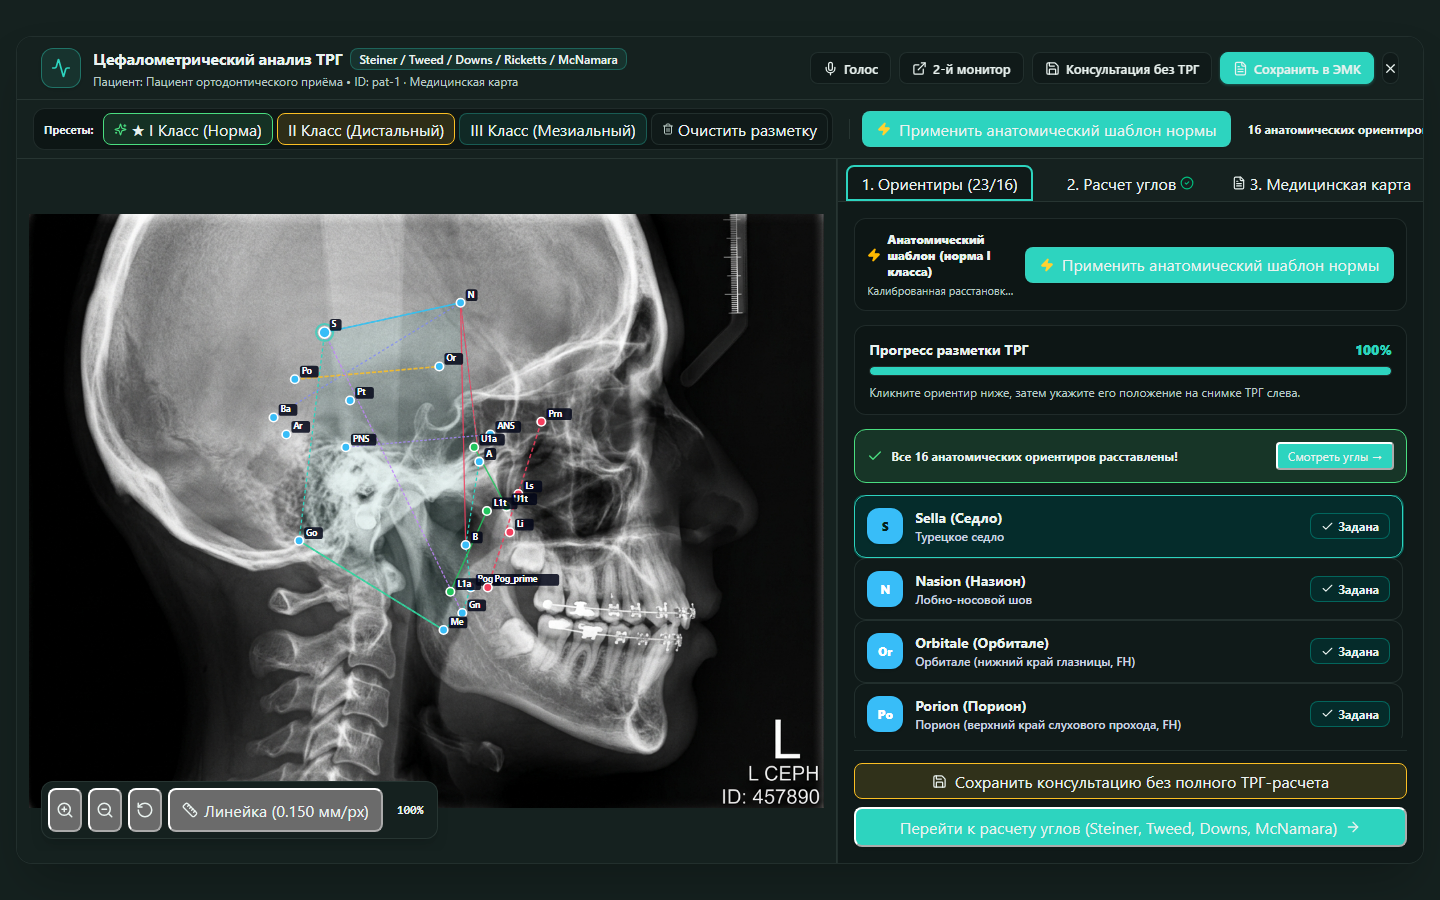 Цефалометрический анализ ТРГ
Steiner / Tweed / Downs / Ricketts / McNamara
Пациент: Пациент ортодонтического приёма • ID: pat-1 · Медицинская карта
Голос
2-й монитор
Консультация без ТРГ
Сохранить в ЭМК
Пресеты:
★ I Класс (Норма)
II Класс (Дистальный)
III Класс (Мезиальный)
Очистить разметку
Применить анатомический шаблон нормы
16 анатомических ориентиро
1. Ориентиры (23/16)
2. Расчет углов
3. Медицинская карта
Анатомический
шаблон (норма I
класса)
Калиброванная расстановк...
Применить анатомический шаблон нормы
Прогресс разметки ТРГ
100%
Кликните ориентир ниже, затем укажите его положение на снимке ТРГ слева.
Все 16 анатомических ориентиров расставлены!
Смотреть углы →
S
Sella (Седло)
Турецкое седло
Задана
N
Nasion (Назион)
Лобно-носовой шов
Задана
Or
Orbitale (Орбитале)
Орбитале (нижний край глазницы, FH)
Задана
Po
Porion (Порион)
Порион (верхний край слухового прохода, FH)
Задана
Сохранить консультацию без полного ТРГ-расчета
Перейти к расчету углов (Steiner, Tweed, Downs, McNamara) →
N
S
Or
Po
Pt
Ba
Prn
Ar
ANS
PNS
U1a
A
Ls
L1t
U1t
Li
Go
B
L1a
Pog
Pog_prime
Gn
Me
L
L CEPH
ID: 457890
Линейка (0.150 мм/px)
100%